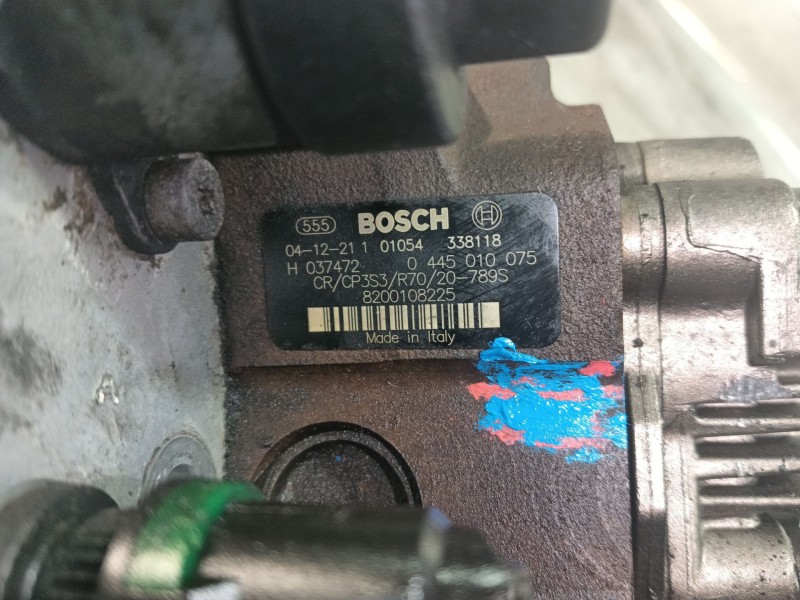 555 BOSCH
04-12-21 1 01054 338118
H 037472 0 445 010 075
CR/CP3S3/R70/20-789S
8200108225
Made in Italy
A